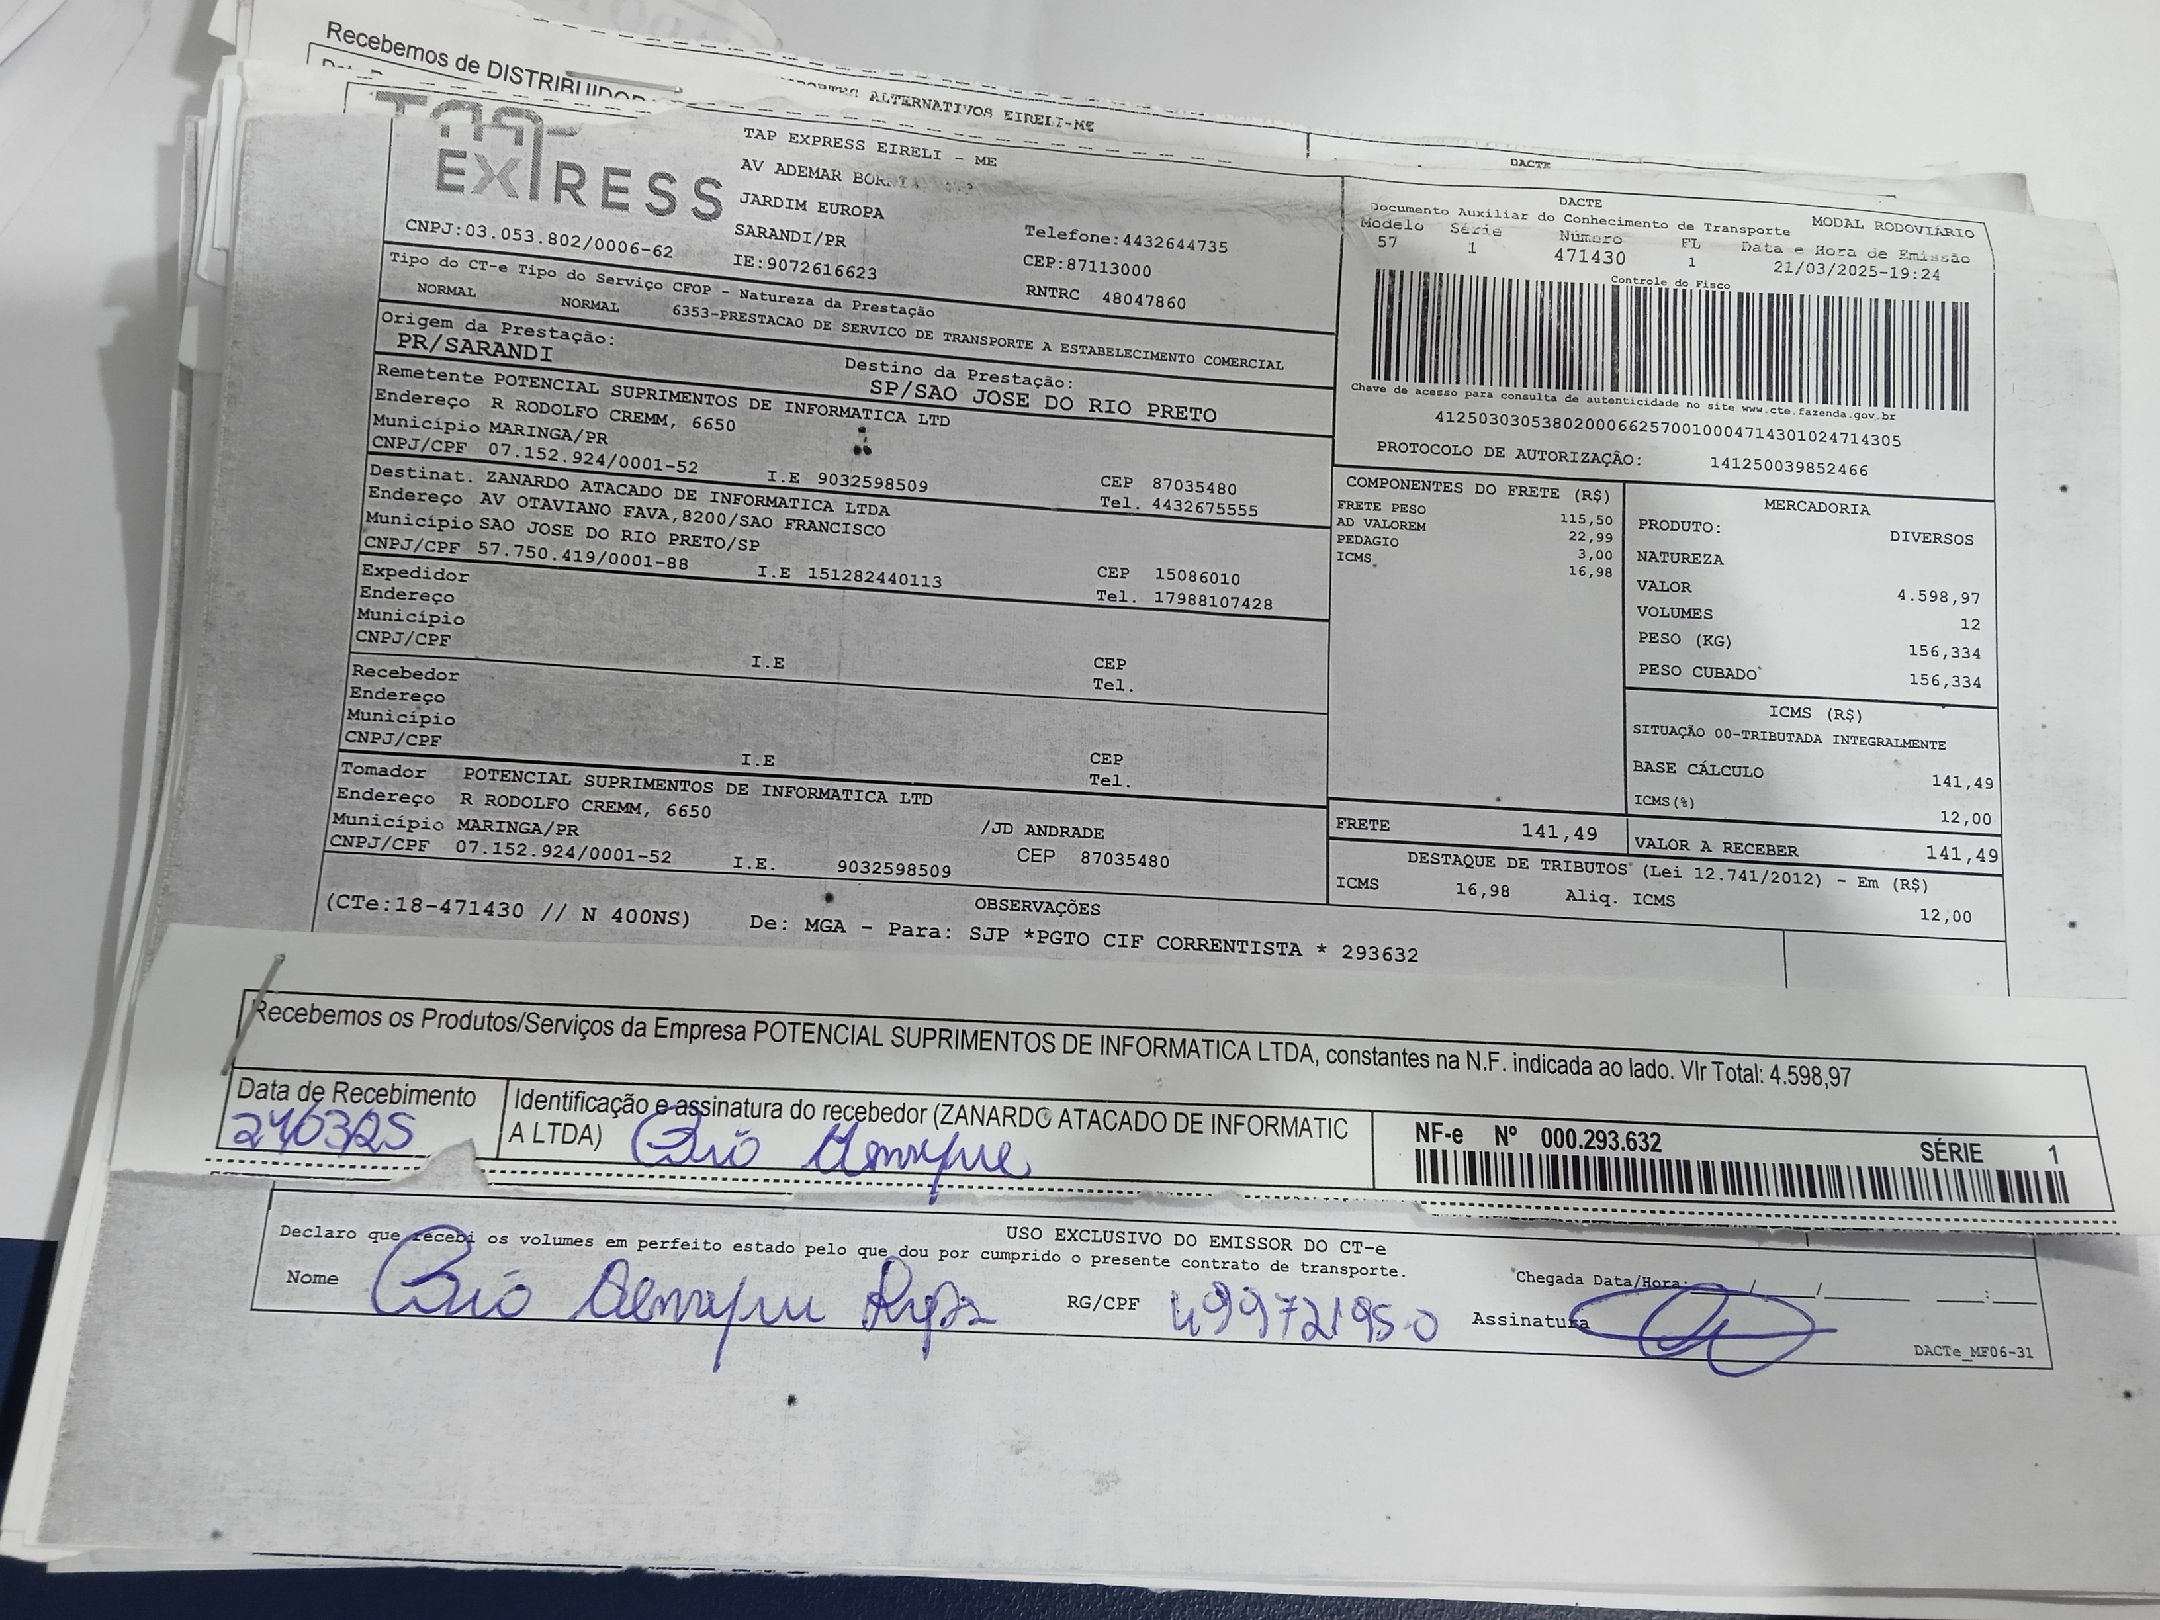 Recebemos de DISTRIBUIDOR
ALTERNATIVOS EIRELI-ME
DACTE
TAP
EXPRESS
TAP EXPRESS EIRELI - ME
AV ADEMAR
JARDIM EUROPA
SARANDI/PR
IE:9072616623
CNPJ:03.053.802/0006-62
Telefone:4432644735
CEP:87113000
RNTRC 48047860
DACTE
Documento Auxiliar do Conhecimento de Transporte MODAL RODOVIÁRIO
Modelo Série Número FL Data e Hora de Emissão
57 1 471430 1 21/03/2025-19:24
Controle do Fisco
Chave de acesso para consulta de autenticidade no site www.cte.fazenda.gov.br
41250303053802000662570010004714301024714305
PROTOCOLO DE AUTORIZAÇÃO: 141250039852466
Tipo do CT-e Tipo do Serviço CFOP - Natureza da Prestação
NORMAL NORMAL 6353-PRESTACAO DE SERVICO DE TRANSPORTE A ESTABELECIMENTO COMERCIAL
Origem da Prestação: Destino da Prestação:
PR/SARANDI SP/SAO JOSE DO RIO PRETO
Remetente POTENCIAL SUPRIMENTOS DE INFORMATICA LTD
Endereço R RODOLFO CREMM, 6650
Município MARINGA/PR CEP 87035480
CNPJ/CPF 07.152.924/0001-52 I.E 9032598509 Tel. 4432675555
Destinat. ZANARDO ATACADO DE INFORMATICA LTDA
Endereço AV OTAVIANO FAVA,8200/SAO FRANCISCO
Município SAO JOSE DO RIO PRETO/SP CEP 15086010
CNPJ/CPF 57.750.419/0001-88 I.E 151282440113 Tel. 17988107428
Expedidor
Endereço
Município CEP
CNPJ/CPF I.E Tel.
Recebedor
Endereço
Município CEP
CNPJ/CPF I.E Tel.
Tomador POTENCIAL SUPRIMENTOS DE INFORMATICA LTD
Endereço R RODOLFO CREMM, 6650 /JD ANDRADE
Município MARINGA/PR CEP 87035480
CNPJ/CPF 07.152.924/0001-52 I.E. 9032598509
COMPONENTES DO FRETE (R$)
FRETE PESO 115,50
AD VALOREM 22,99
PEDAGIO 3,00
ICMS 16,98
MERCADORIA
PRODUTO: DIVERSOS
NATUREZA
VALOR 4.598,97
VOLUMES 12
PESO (KG) 156,334
PESO CUBADO 156,334
ICMS (R$)
SITUAÇÃO 00-TRIBUTADA INTEGRALMENTE
BASE CÁLCULO 141,49
ICMS(%) 12,00
FRETE 141,49 VALOR A RECEBER 141,49
DESTAQUE DE TRIBUTOS (Lei 12.741/2012) - Em (R$)
ICMS 16,98 Aliq. ICMS 12,00
OBSERVAÇÕES
(CTe:18-471430 // N 400NS) De: MGA - Para: SJP *PGTO CIF CORRENTISTA * 293632
Recebemos os Produtos/Serviços da Empresa POTENCIAL SUPRIMENTOS DE INFORMATICA LTDA, constantes na N.F. indicada ao lado. Vlr Total: 4.598,97
Data de Recebimento
Identificação e assinatura do recebedor (ZANARDO ATACADO DE INFORMATIC
A LTDA)
NF-e Nº 000.293.632 SÉRIE 1
USO EXCLUSIVO DO EMISSOR DO CT-e
Declaro que recebi os volumes em perfeito estado pelo que dou por cumprido o presente contrato de transporte.
Nome RG/CPF 499721950 Assinatura
Chegada Data/Hora: / / :
DACTe_MF06-31